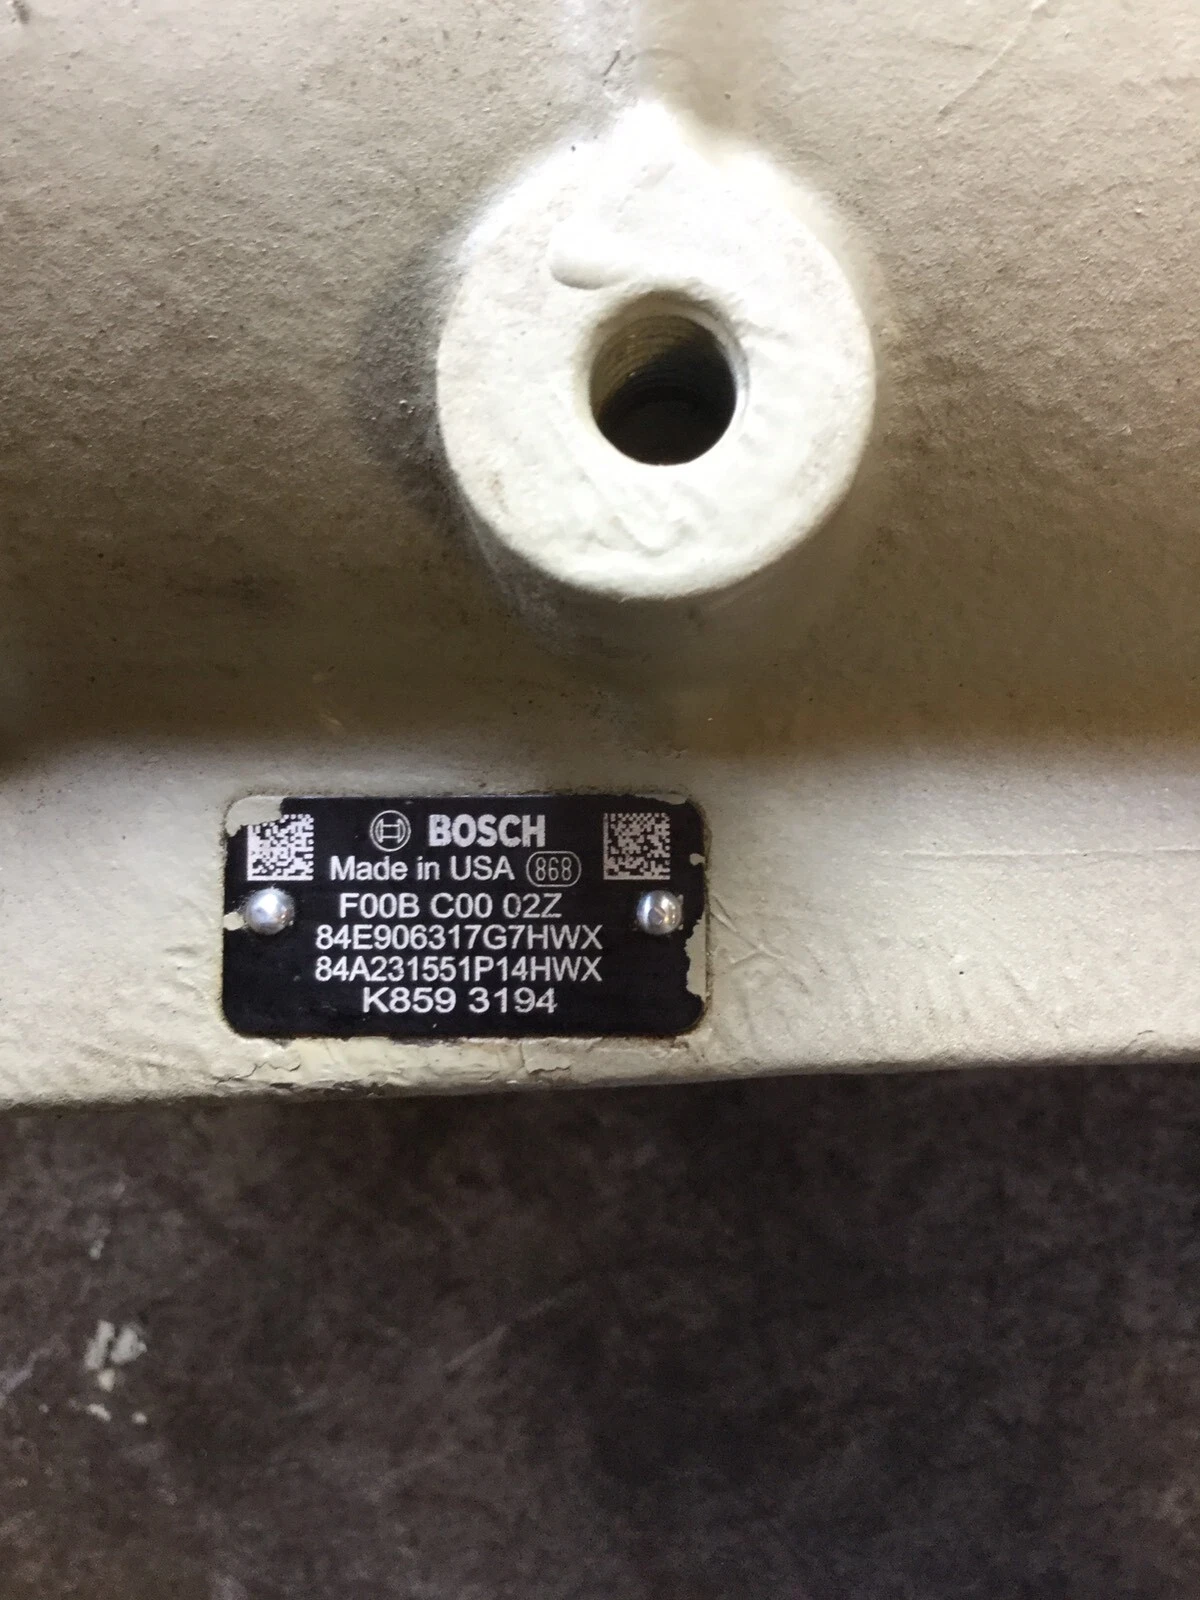 BOSCH
Made in USA 868
F00B C00 02Z
84E906317G7HWX
84A231551P14HWX
K859 3194